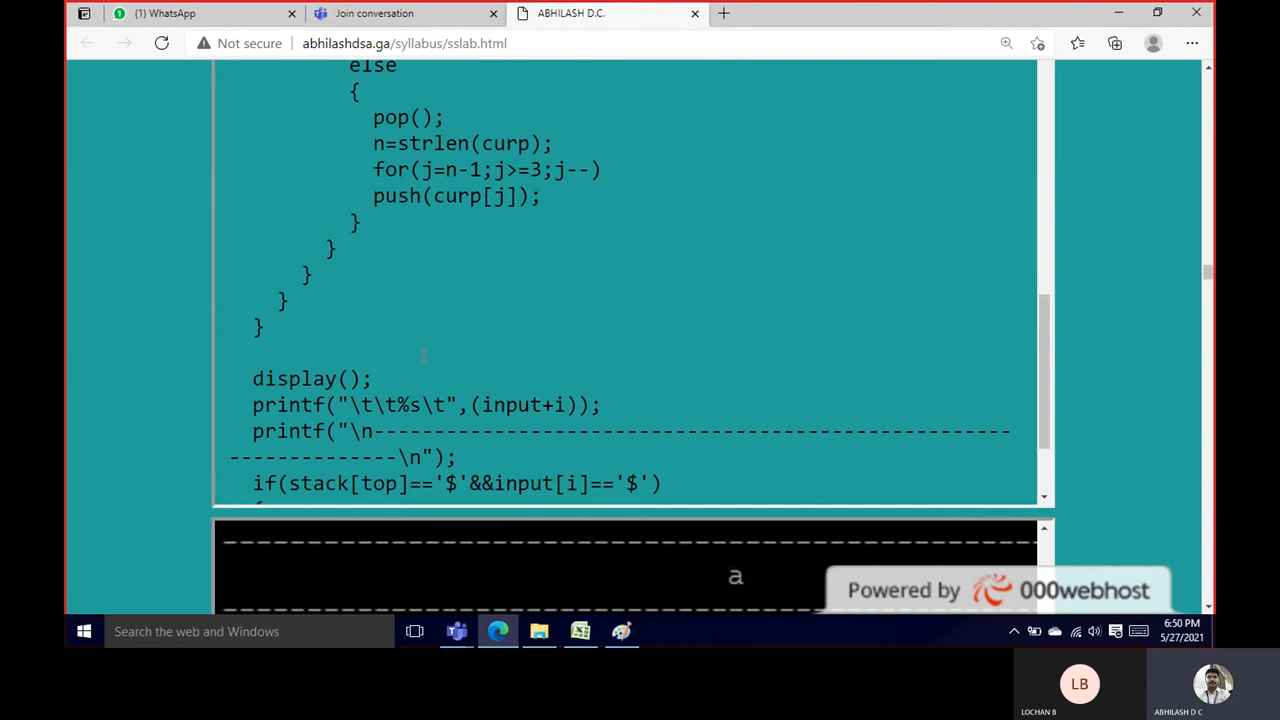 (1) WhatsApp
Join conversation
ABHILASH D.C.
Not secure
abhilashdsa.ga/syllabus/sslab.html
else
{
pop();
n=strlen(curp);
for(j=n-1;j>=3;j--)
push(curp[j]);
}
}
}
}
}
display();
printf("\t\t%s\t",(input+i));
printf("\n-----------------------------------------------------
--------------\n");
if(stack[top]=='$'&&input[i]=='$')
a
Powered by 000webhost
Search the web and Windows
6:50 PM
5/27/2021
LB
LOCHAN B
ABHILASH D C